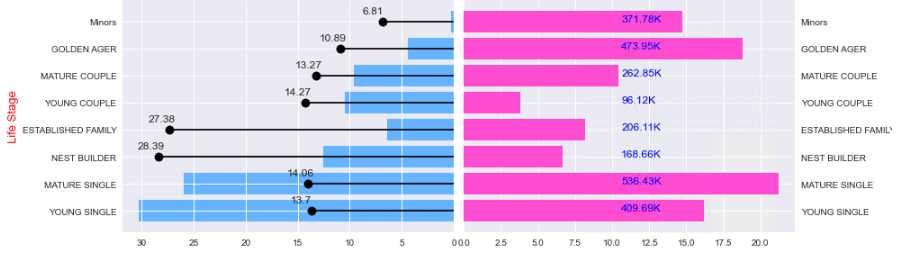 Life Stage
Minors 6.81 371.78K Minors
GOLDEN AGER 10.89 473.95K GOLDEN AGER
MATURE COUPLE 13.27 262.85K MATURE COUPLE
YOUNG COUPLE 14.27 96.12K YOUNG COUPLE
ESTABLISHED FAMILY 27.38 206.11K ESTABLISHED FAMILY
NEST BUILDER 28.39 168.66K NEST BUILDER
MATURE SINGLE 14.06 536.43K MATURE SINGLE
YOUNG SINGLE 13.7 409.69K YOUNG SINGLE
30 25 20 15 10 5 0 0.0 2.5 5.0 7.5 10.0 12.5 15.0 17.5 20.0